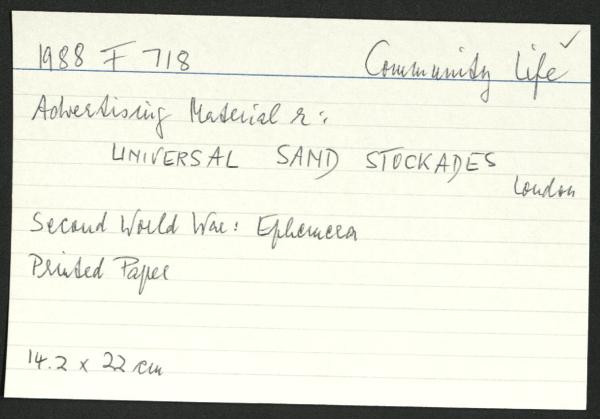 1988 F 718 Community Life ✓
Advertising Material r:
UNIVERSAL SAND STOCKADES
London
Second World War: Ephemera
Printed Paper
14.2 x 22 cm